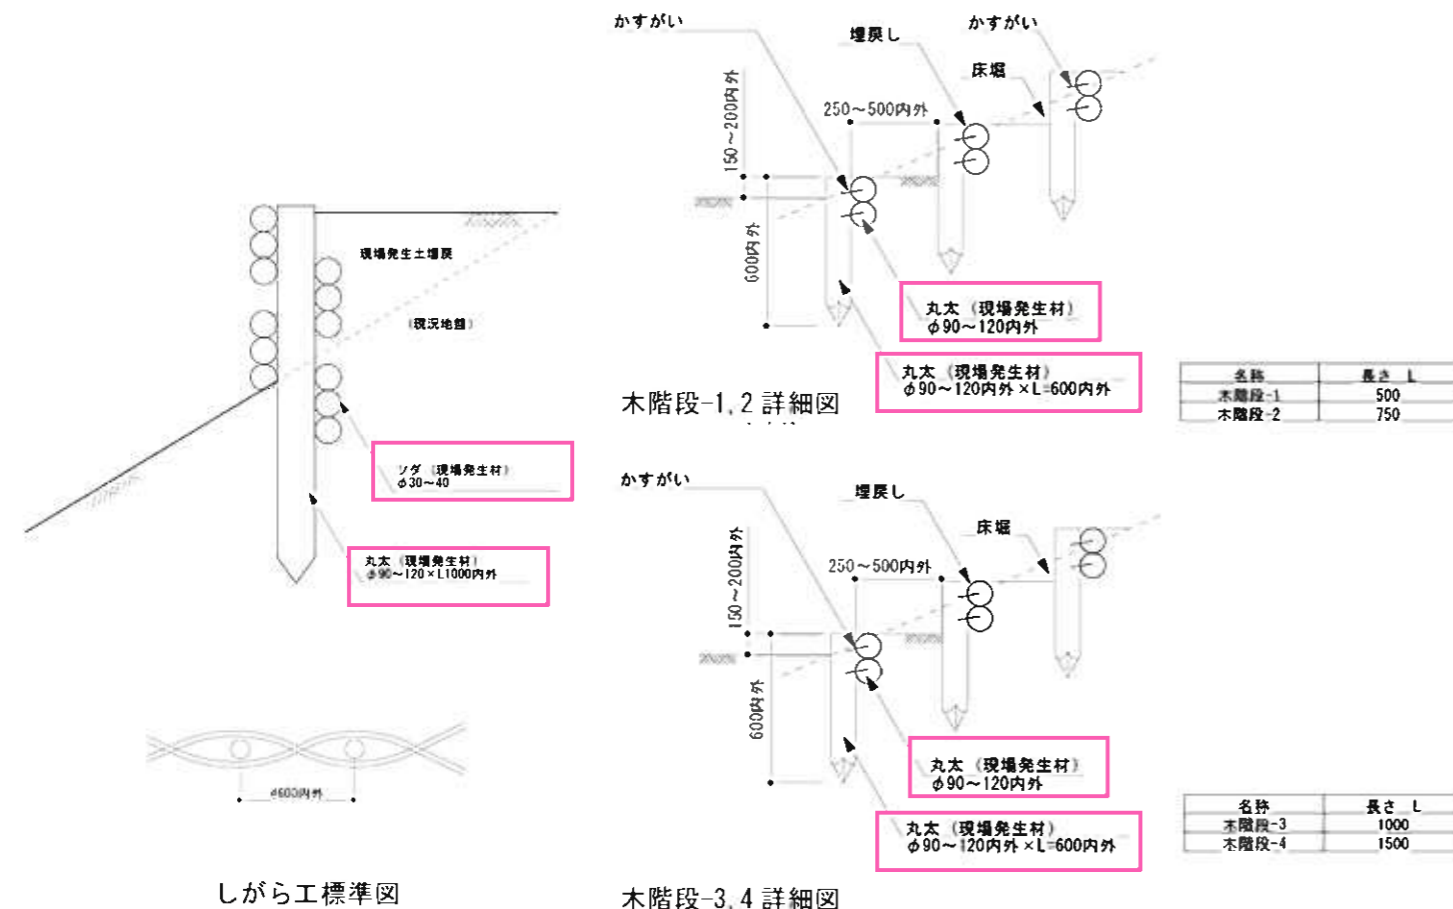 現場発生土埋戻
(現況地盤)
ソダ (現場発生材)
φ30～40
丸太 (現場発生材)
φ90～120×L1000内外
φ600内外
しがら工標準図
かすがい
埋戻し
かすがい
床堀
150～200内外
250～500内外
600内外
丸太 (現場発生材)
φ90～120内外
丸太 (現場発生材)
φ90～120内外×L=600内外
木階段-1,2 詳細図
名称 長さ L
木階段-1 500
木階段-2 750
かすがい
埋戻し
床堀
150～200内外
250～500内外
600内外
丸太 (現場発生材)
φ90～120内外
丸太 (現場発生材)
φ90～120内外×L=600内外
木階段-3,4 詳細図
名称 長さ L
木階段-3 1000
木階段-4 1500